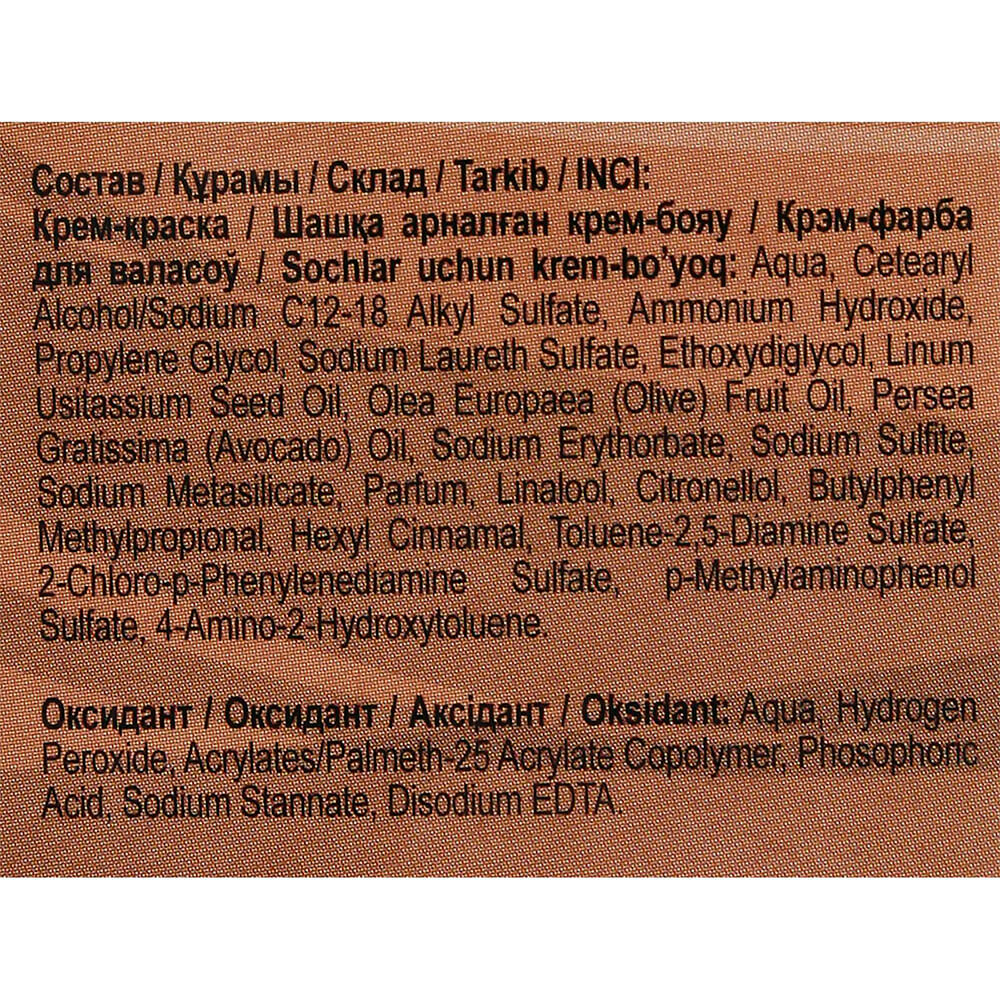 Состав / Құрамы / Склад / Tarkib / INCI:
Крем-краска / Шашқа арналған крем-бояу / Крэм-фарба
для валасоў / Sochlar uchun krem-bo’yoq: Aqua, Cetearyl
Alcohol/Sodium C12-18 Alkyl Sulfate, Ammonium Hydroxide,
Propylene Glycol, Sodium Laureth Sulfate, Ethoxydiglycol, Linum
Usitassium Seed Oil, Olea Europaea (Olive) Fruit Oil, Persea
Gratissima (Avocado) Oil, Sodium Erythorbate, Sodium Sulfite,
Sodium Metasilicate, Parfum, Linalool, Citronellol, Butylphenyl
Methylpropional, Hexyl Cinnamal, Toluene-2,5-Diamine Sulfate,
2-Chloro-p-Phenylenediamine Sulfate, p-Methylaminophenol
Sulfate, 4-Amino-2-Hydroxytoluene.
Оксидант / Оксидант / Аксідант / Oksidant: Aqua, Hydrogen
Peroxide, Acrylates/Palmeth-25 Acrylate Copolymer, Phosophoric
Acid, Sodium Stannate, Disodium EDTA.